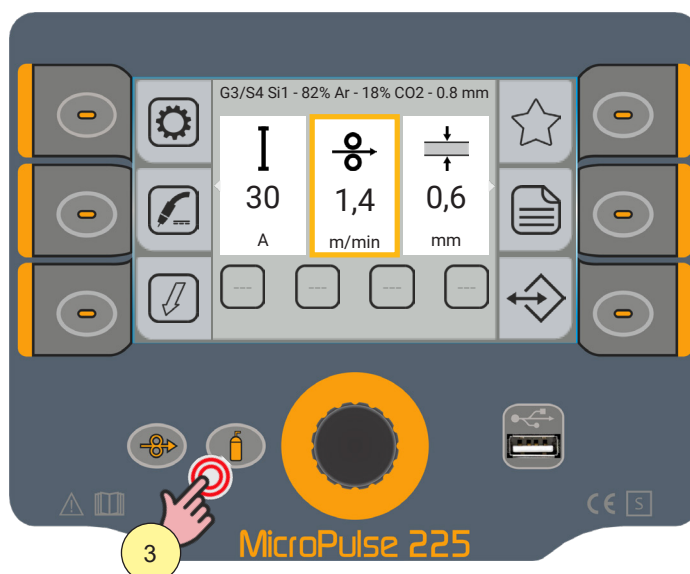 G3/S4 Si1 - 82% Ar - 18% CO2 - 0.8 mm
I
30
A
1,4
m/min
0,6
mm
--- --- --- ---
CE S
3
MicroPulse 225